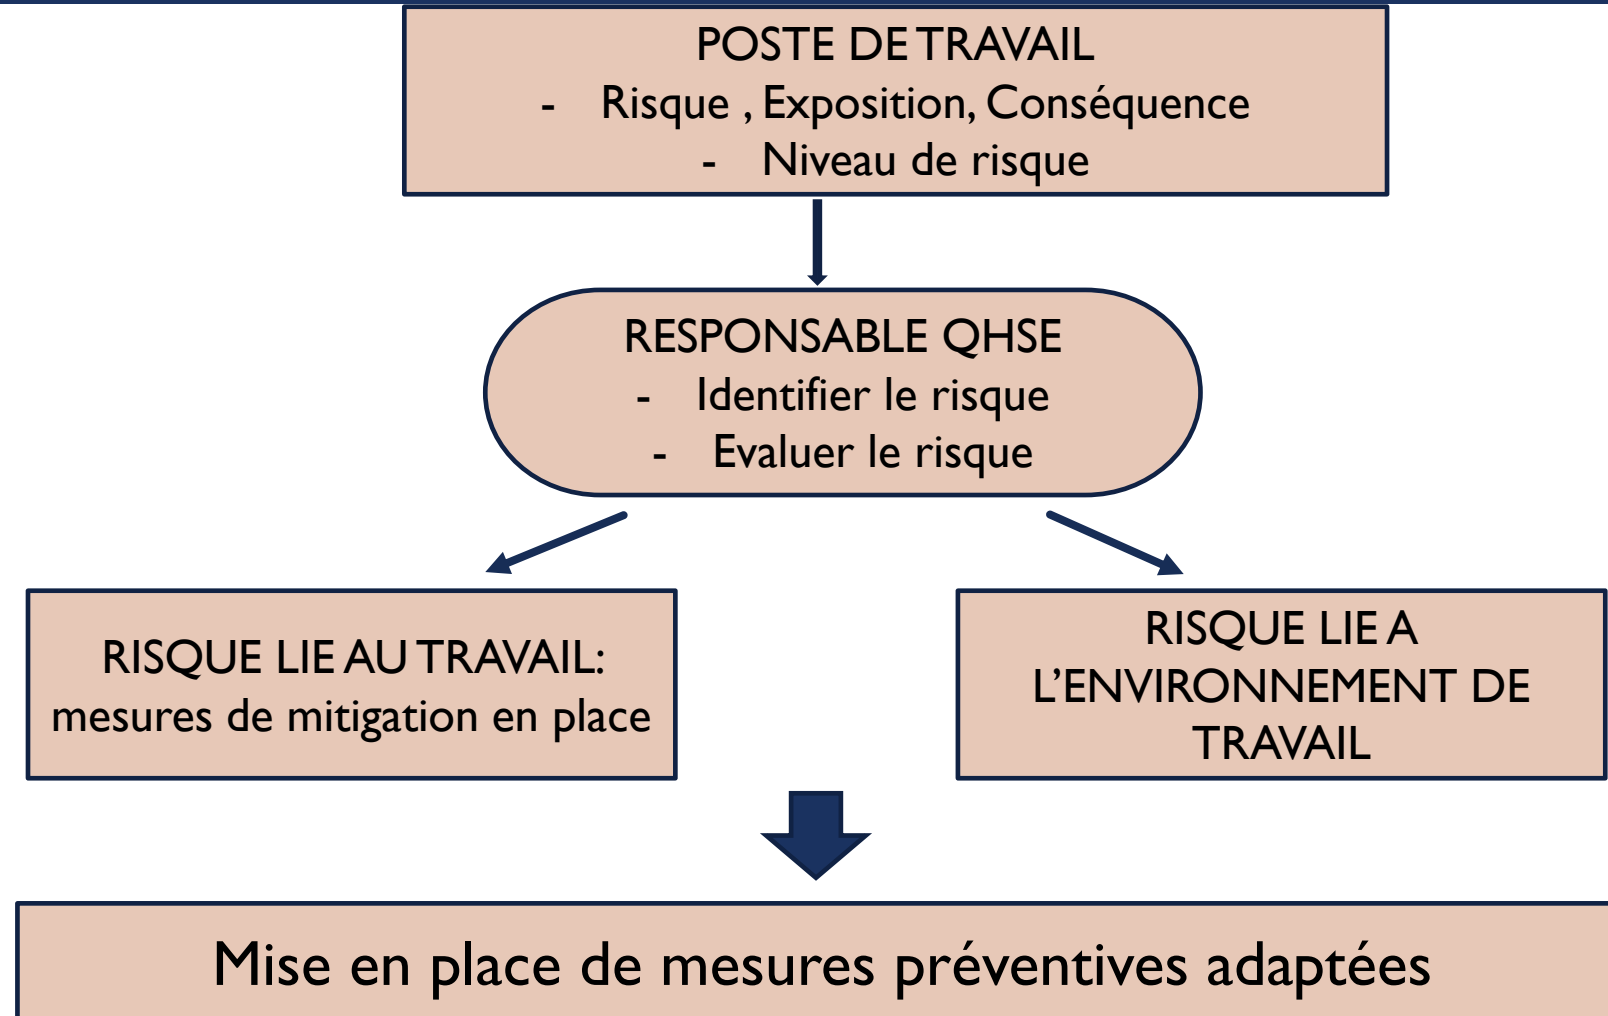 POSTE DE TRAVAIL
- Risque , Exposition, Conséquence
- Niveau de risque
RESPONSABLE QHSE
- Identifier le risque
- Evaluer le risque
RISQUE LIE AU TRAVAIL:
mesures de mitigation en place
RISQUE LIE A
L’ENVIRONNEMENT DE
TRAVAIL
Mise en place de mesures préventives adaptées